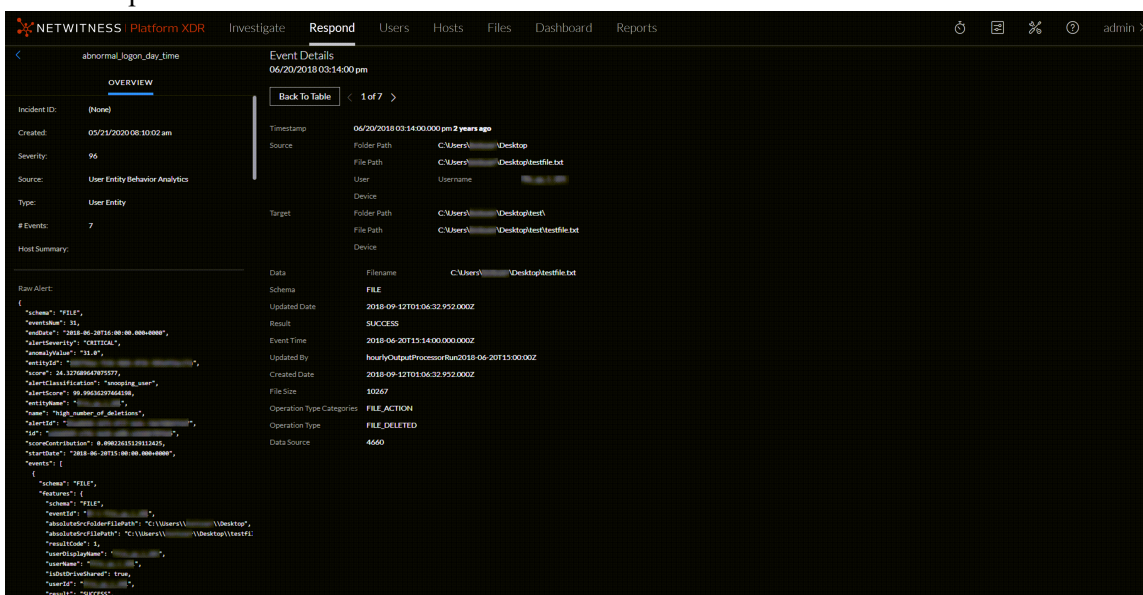 NETWITNESS Platform XDR Investigate Respond Users Hosts Files Dashboard Reports admin
abnormal_logon_day_time
OVERVIEW
Incident ID: (None)
Created: 05/21/2020 08:10:02 am
Severity: 96
Source: User Entity Behavior Analytics
Type: User Entity
# Events: 7
Host Summary:
Raw Alert:
{
"schema": "FILE",
"eventsNum": 31,
"endDate": "2018-06-20T16:00:00.000+0000",
"alertSeverity": "CRITICAL",
"anomalyValue": "31.0",
"entityId": "
"score": 24.327689647075577,
"alertClassification": "snooping_user",
"alertScore": 99.99636297464198,
"entityName": "
"name": "high_number_of_deletions",
"alertId": "
"id": "
"scoreContribution": 0.09022615129112425,
"startDate": "2018-06-20T15:00:00.000+0000",
"events": [
{
"schema": "FILE",
"features": {
"schema": "FILE",
"eventId": "
"absoluteSrcFolderFilePath": "C:\\Users\\ \\Desktop",
"absoluteSrcFilePath": "C:\\Users\\ \\Desktop\\testfi
"resultCode": 1,
"userDisplayName": "
"userName": "
"isDstDriveShared": true,
"userId": "
"result": "SUCCESS",
Event Details
06/20/2018 03:14:00 pm
Back To Table < 1 of 7 >
Timestamp 06/20/2018 03:14:00.000 pm 2 years ago
Source Folder Path C:\Users\ \Desktop
File Path C:\Users\ \Desktop\testfile.txt
User Username
Device
Target Folder Path C:\Users\ \Desktop\test\
File Path C:\Users\ \Desktop\test\testfile.txt
Device
Data Filename C:\Users\ \Desktop\testfile.txt
Schema FILE
Updated Date 2018-09-12T01:06:32.952.000Z
Result SUCCESS
Event Time 2018-06-20T15:14:00.000.000Z
Updated By hourlyOutputProcessorRun2018-06-20T15:00:00Z
Created Date 2018-09-12T01:06:32.952.000Z
File Size 10267
Operation Type Categories FILE_ACTION
Operation Type FILE_DELETED
Data Source 4660